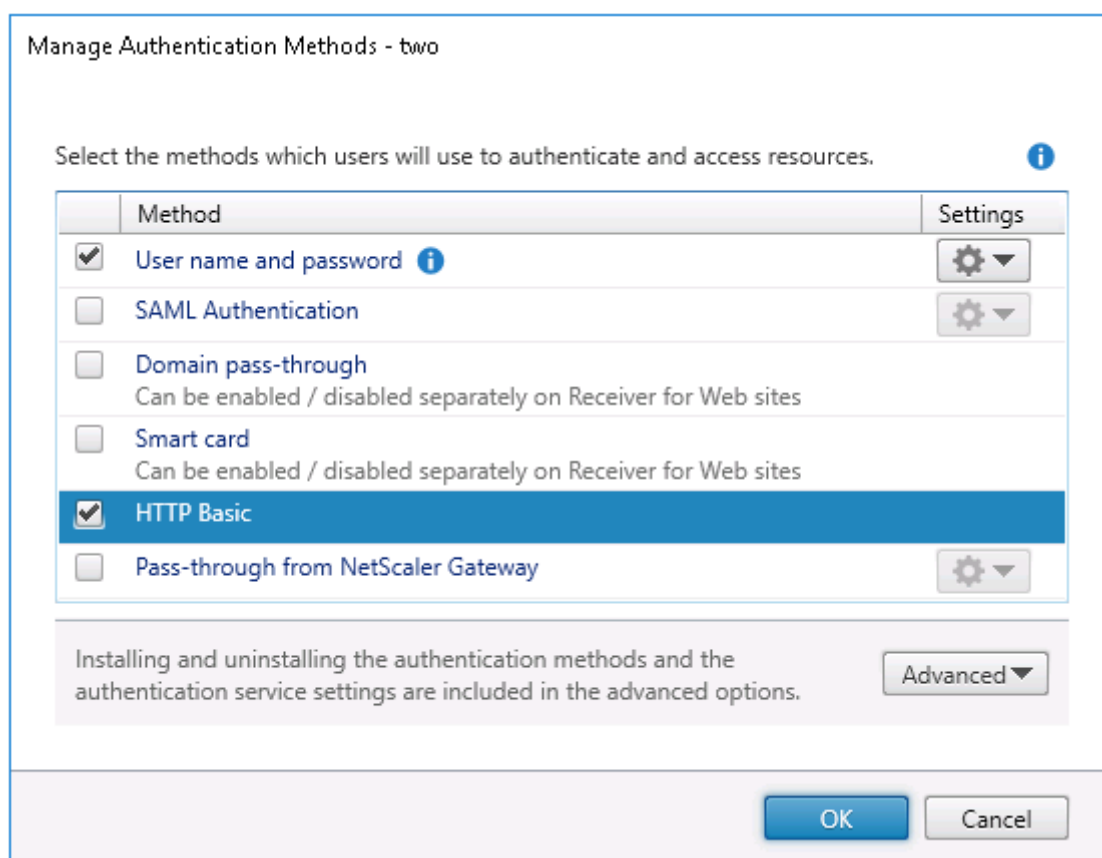 Manage Authentication Methods - two
Select the methods which users will use to authenticate and access resources.
Method Settings
User name and password
SAML Authentication
Domain pass-through
Can be enabled / disabled separately on Receiver for Web sites
Smart card
Can be enabled / disabled separately on Receiver for Web sites
HTTP Basic
Pass-through from NetScaler Gateway
Installing and uninstalling the authentication methods and the
authentication service settings are included in the advanced options.
Advanced
OK Cancel